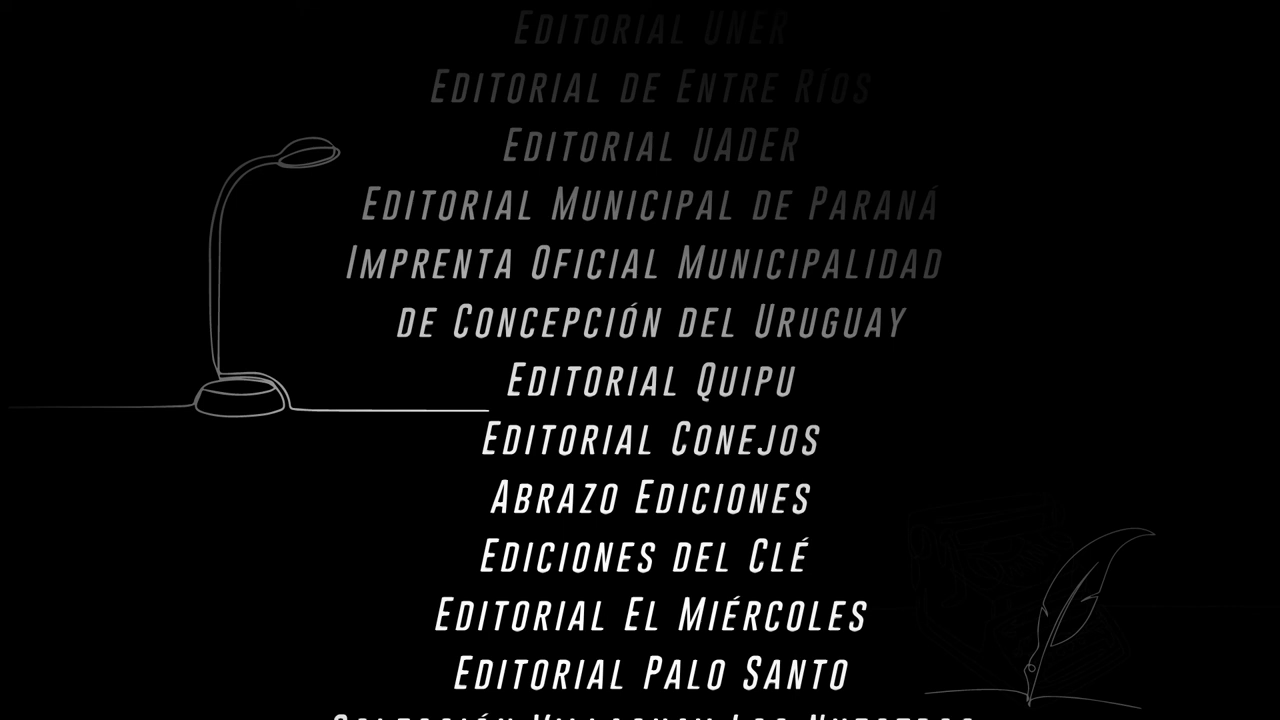 Editorial UNER
Editorial de Entre Ríos
Editorial UADER
Editorial Municipal de Paraná
Imprenta Oficial Municipalidad
de Concepción del Uruguay
Editorial Quipu
Editorial Conejos
Abrazo Ediciones
Ediciones del Clé
Editorial El Miércoles
Editorial Palo Santo